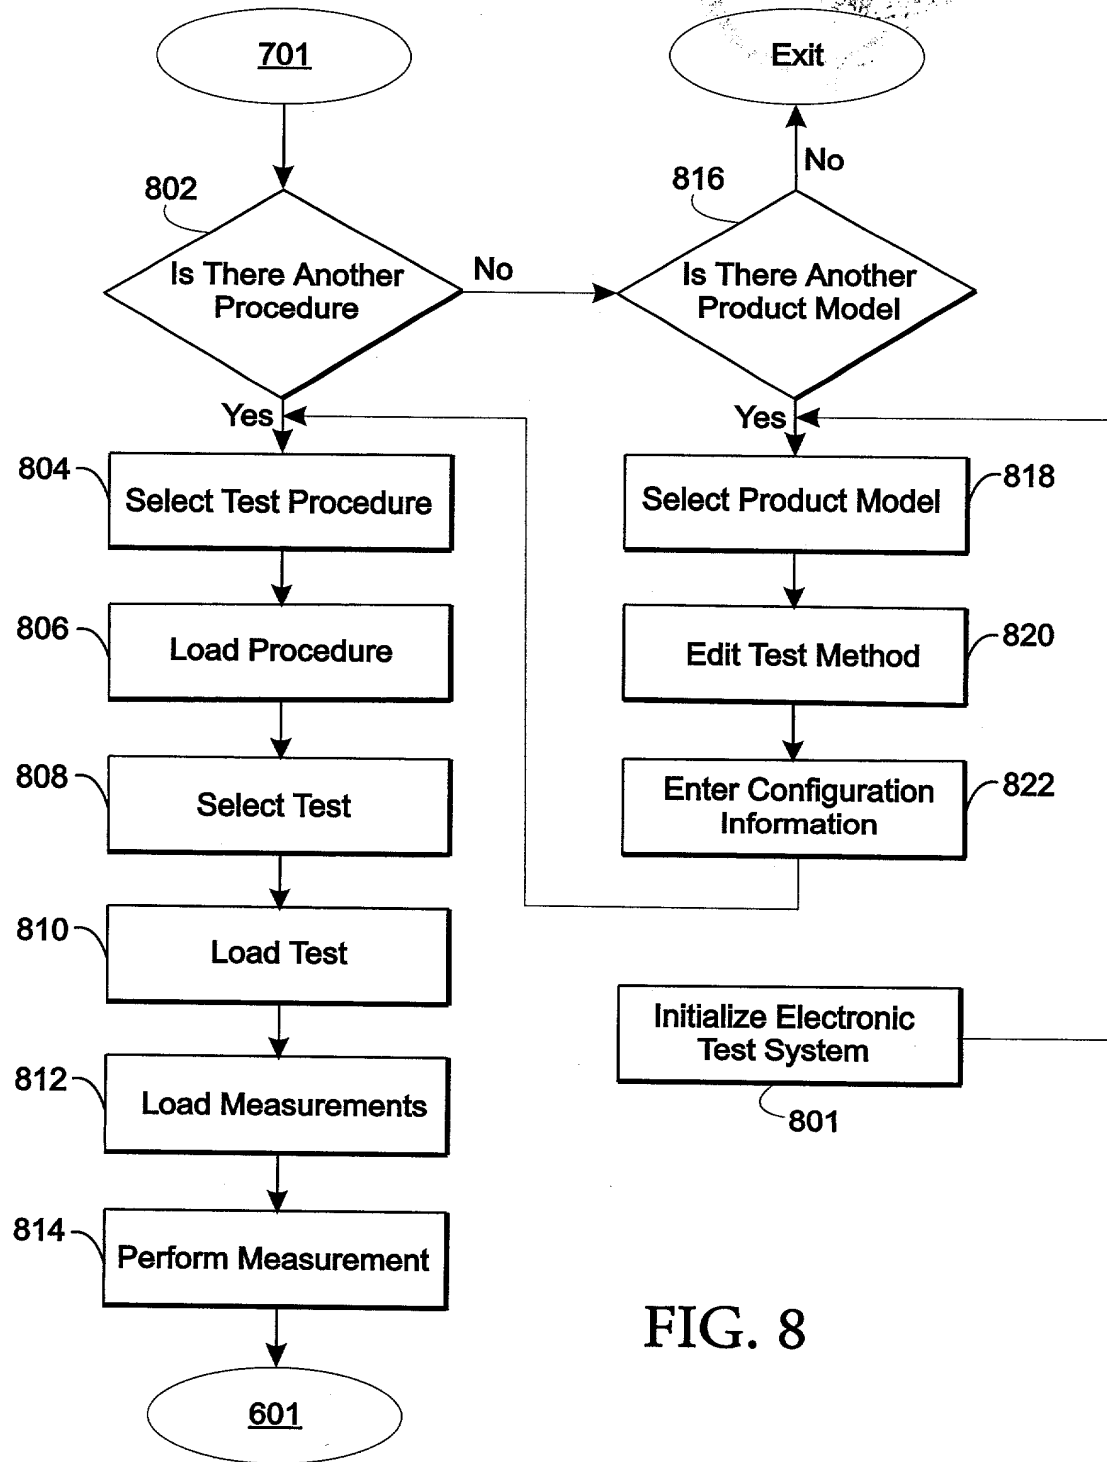 701
Exit
No
802
816
Is There Another
Procedure
No
Is There Another
Product Model
Yes
Yes
804
Select Test Procedure
Select Product Model
818
806
Load Procedure
Edit Test Method
820
808
Select Test
Enter Configuration
Information
822
810
Load Test
Initialize Electronic
Test System
801
812
Load Measurements
814
Perform Measurement
601
FIG. 8